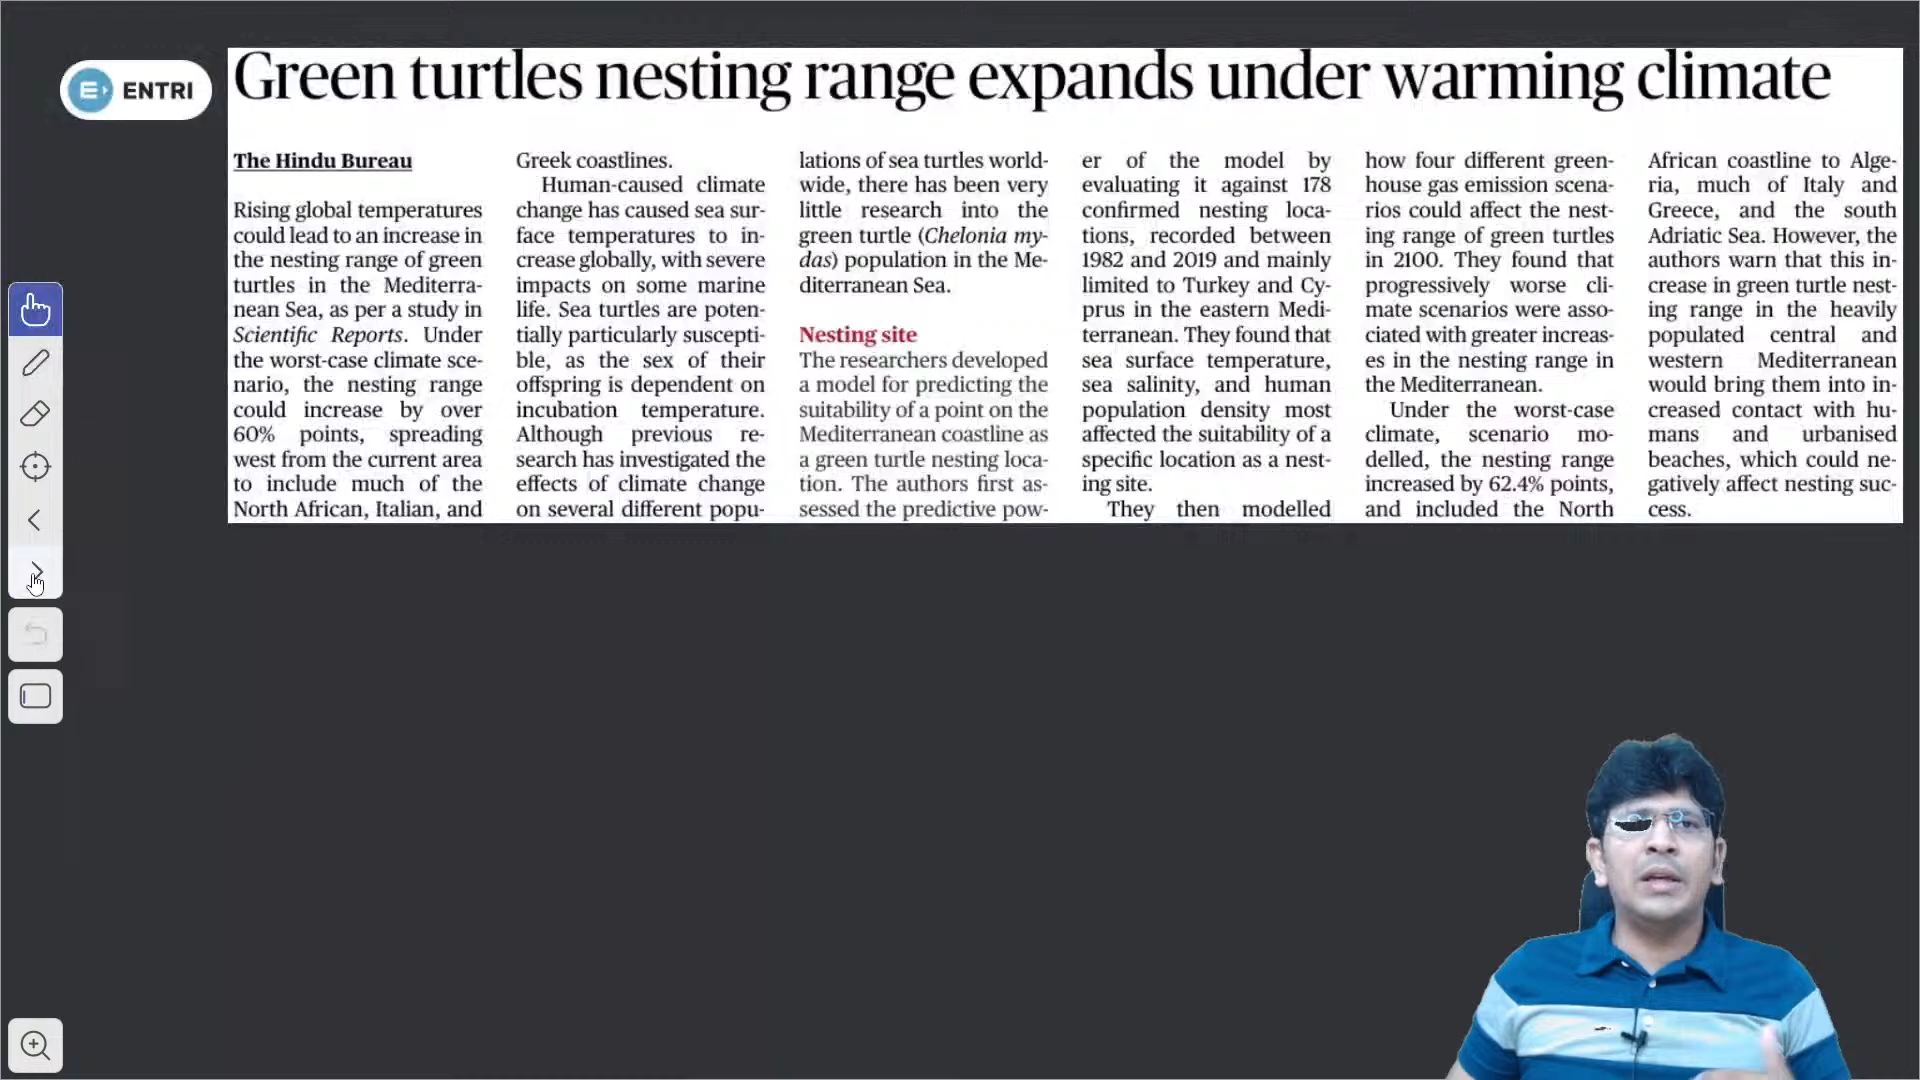 ENTRI
Green turtles nesting range expands under warming climate
The Hindu Bureau
Rising global temperatures
could lead to an increase in
the nesting range of green
turtles in the Mediterra-
nean Sea, as per a study in
Scientific Reports. Under
the worst-case climate sce-
nario, the nesting range
could increase by over
60% points, spreading
west from the current area
to include much of the
North African, Italian, and
Greek coastlines.
Human-caused climate
change has caused sea sur-
face temperatures to in-
crease globally, with severe
impacts on some marine
life. Sea turtles are poten-
tially particularly suscepti-
ble, as the sex of their
offspring is dependent on
incubation temperature.
Although previous re-
search has investigated the
effects of climate change
on several different popu-
lations of sea turtles world-
wide, there has been very
little research into the
green turtle (Chelonia my-
das) population in the Me-
diterranean Sea.
Nesting site
The researchers developed
a model for predicting the
suitability of a point on the
Mediterranean coastline as
a green turtle nesting loca-
tion. The authors first as-
sessed the predictive pow-
er of the model by
evaluating it against 178
confirmed nesting loca-
tions, recorded between
1982 and 2019 and mainly
limited to Turkey and Cy-
prus in the eastern Medi-
terranean. They found that
sea surface temperature,
sea salinity, and human
population density most
affected the suitability of a
specific location as a nest-
ing site.
They then modelled
how four different green-
house gas emission scena-
rios could affect the nest-
ing range of green turtles
in 2100. They found that
progressively worse cli-
mate scenarios were asso-
ciated with greater increas-
es in the nesting range in
the Mediterranean.
Under the worst-case
climate, scenario mo-
delled, the nesting range
increased by 62.4% points,
and included the North
African coastline to Alge-
ria, much of Italy and
Greece, and the south
Adriatic Sea. However, the
authors warn that this in-
crease in green turtle nest-
ing range in the heavily
populated central and
western Mediterranean
would bring them into in-
creased contact with hu-
mans and urbanised
beaches, which could ne-
gatively affect nesting suc-
cess.